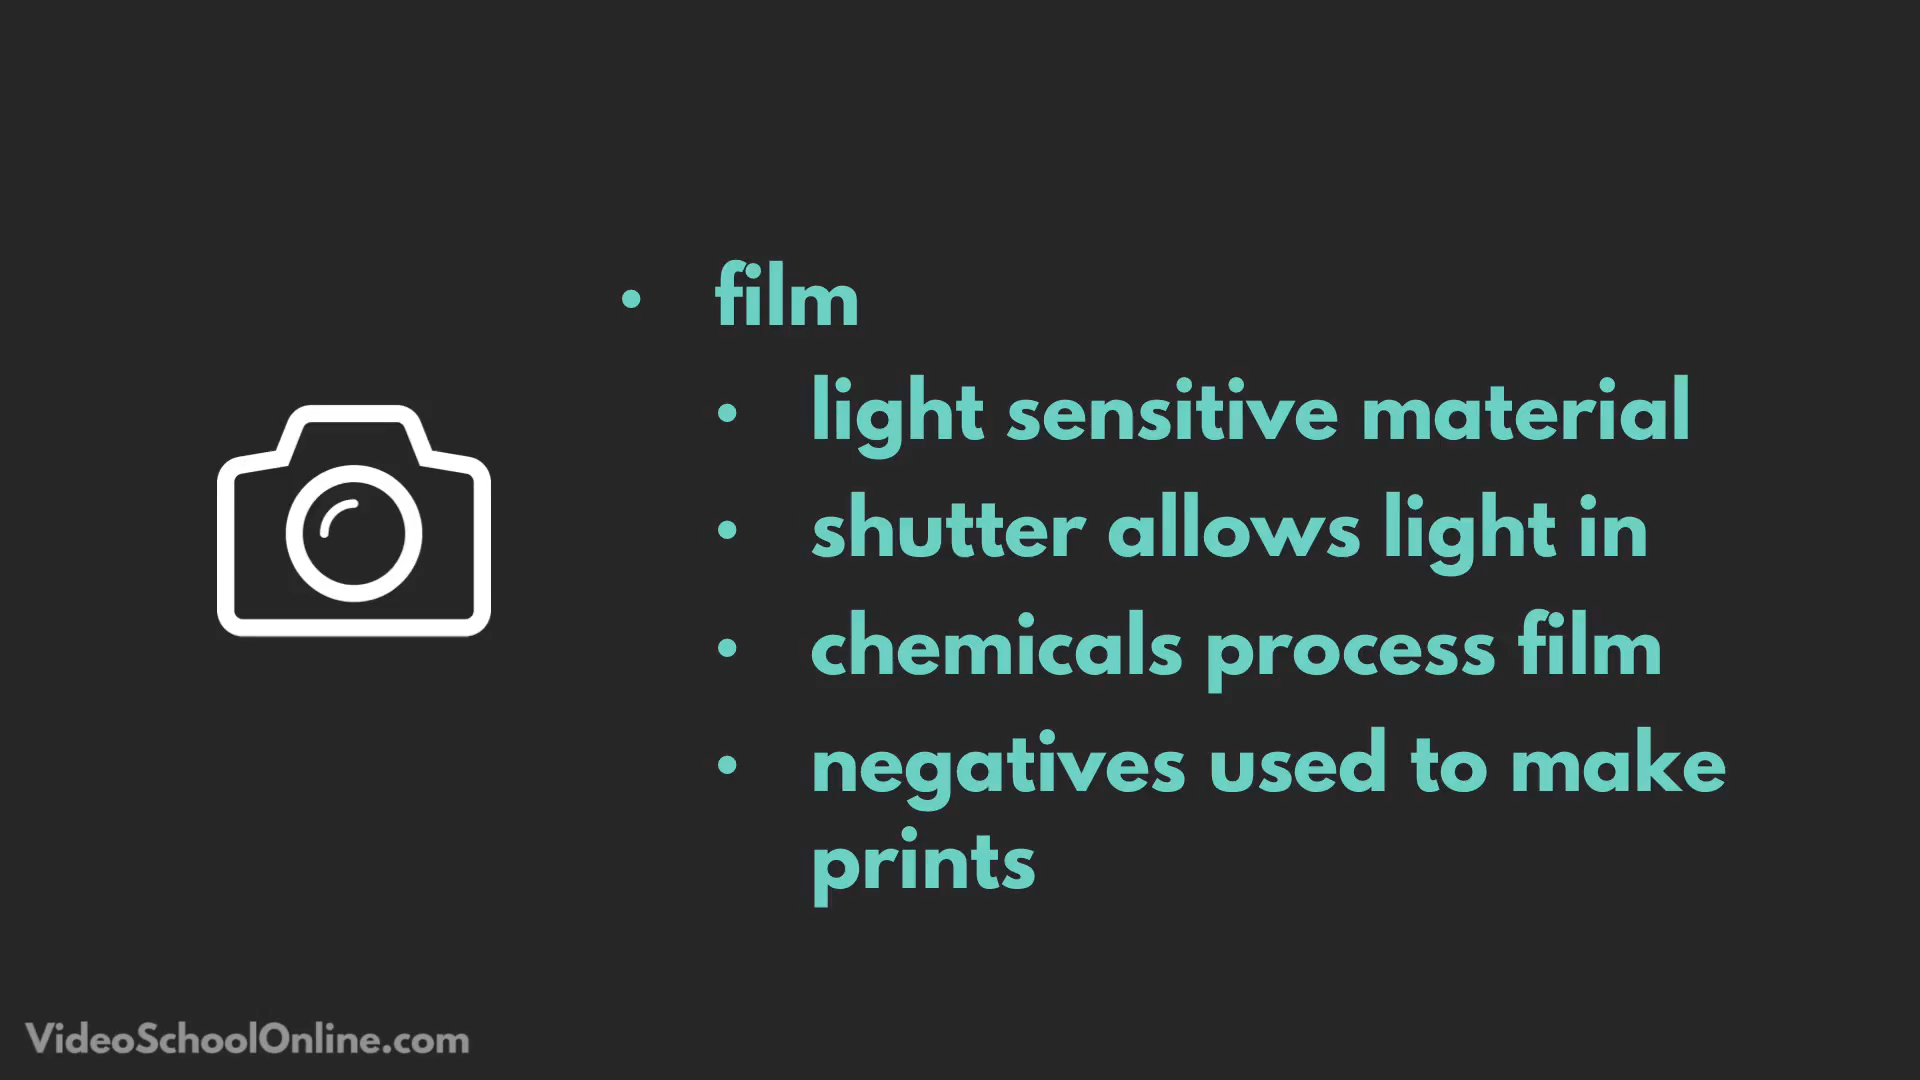 • film
• light sensitive material
• shutter allows light in
• chemicals process film
• negatives used to make
prints
VideoSchoolOnline.com